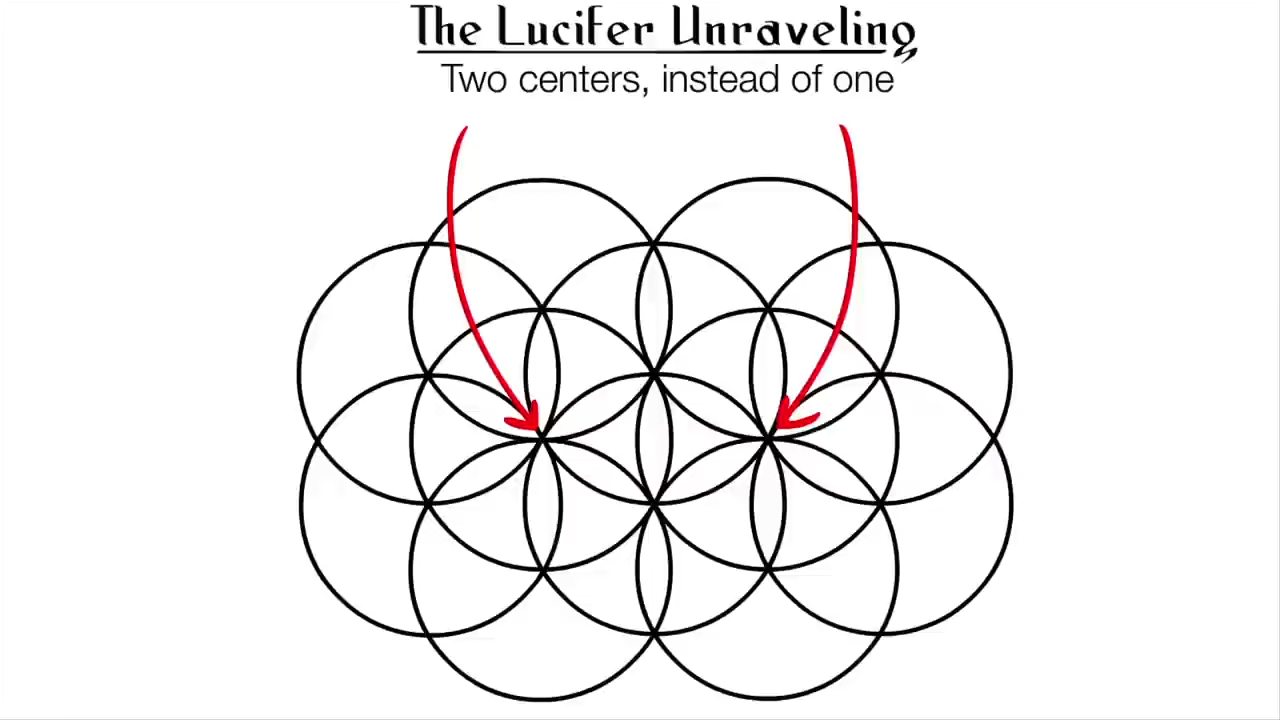 The Lucifer Unraveling
Two centers, instead of one